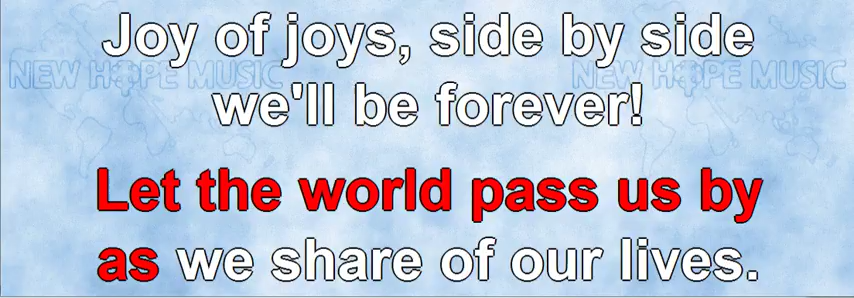 Joy of joys, side by side
NEW HOPE MUSIC NEW HOPE MUSIC
we'll be forever!
Let the world pass us by
as we share of our lives.